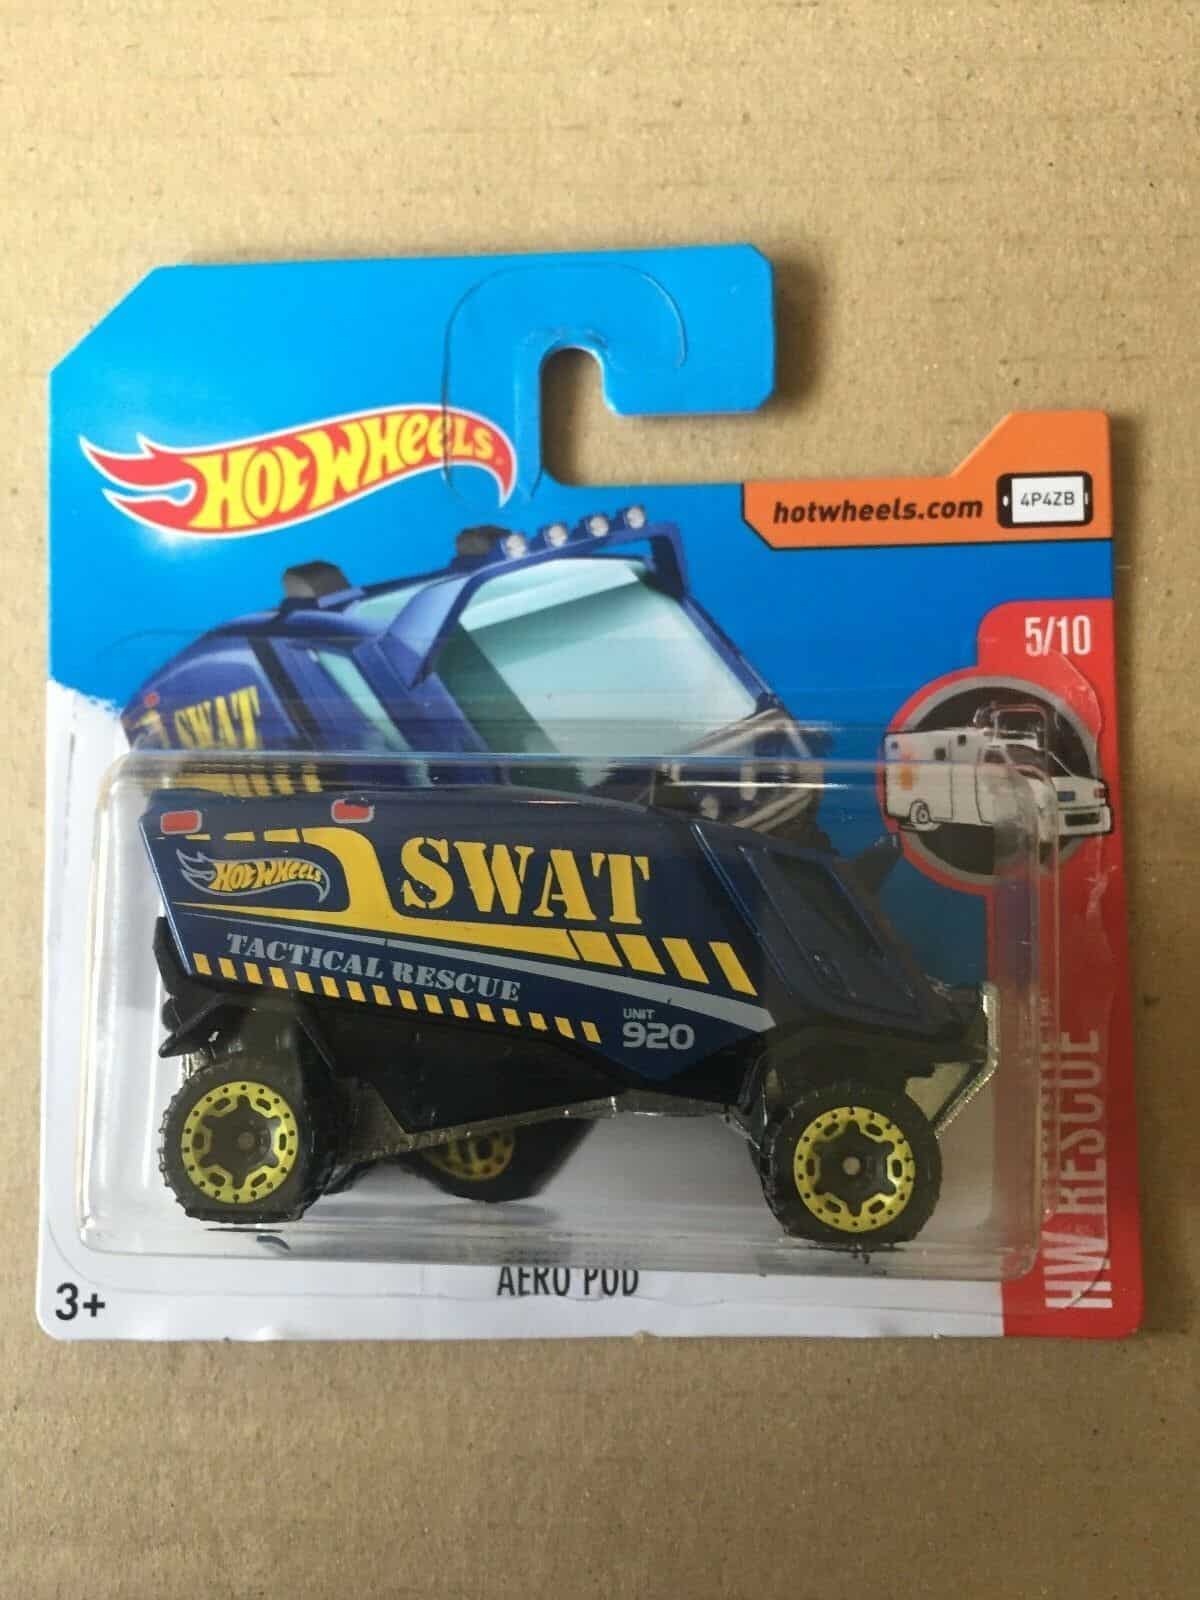 HOT WHEELS
hotwheels.com
4P4ZB
5/10
SWAT
HOT WHEELS
SWAT
TACTICAL RESCUE
UNIT
920
HW RESCUE™
AERO POD
3+